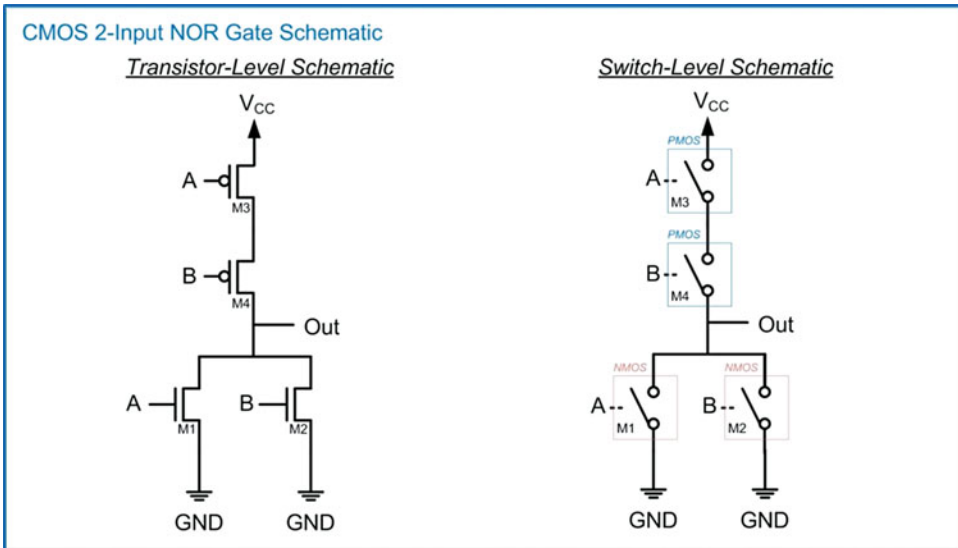 CMOS 2-Input NOR Gate Schematic
Transistor-Level Schematic
VCC
A
M3
B
M4
Out
A
M1
B
M2
GND
GND
Switch-Level Schematic
VCC
PMOS
A
M3
PMOS
B
M4
Out
NMOS
A
M1
NMOS
B
M2
GND
GND